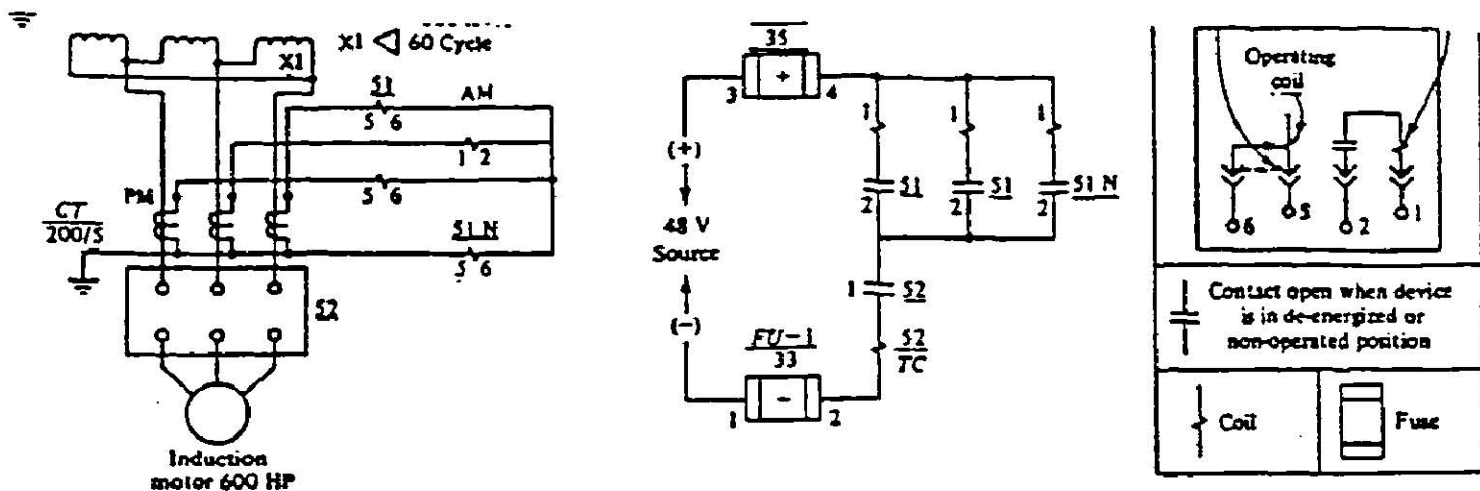 X1
60 Cycle
X1
51
5 6
AM
1 2
5 6
PM
CT
200/5
51 N
5 6
52
Induction
motor 600 HP
35
3
+
4
(+)
48 V
Source
(-)
1
1
1
51
51
51 N
2
2
2
1
52
52
TC
FU-1
33
1
-
2
Operating
coil
6
5
2
1
Contact open when device
is in de-energized or
non-operated position
Coil
Fuse